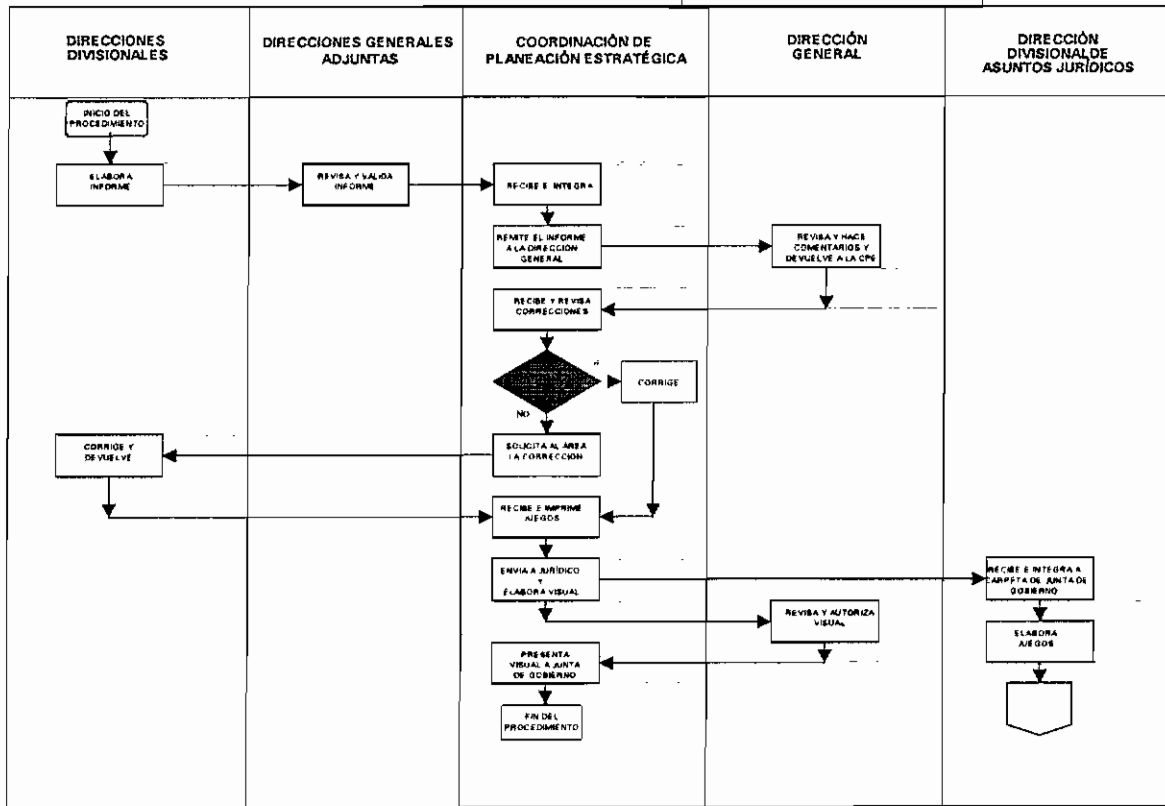 DIRECCIONES
DIVISIONALES
DIRECCIONES GENERALES
ADJUNTAS
COORDINACIÓN DE
PLANEACIÓN ESTRATÉGICA
DIRECCIÓN
GENERAL
DIRECCIÓN
DIVISIONAL DE
ASUNTOS JURÍDICOS
INICIO DEL
PROCEDIMIENTO
ELABORA
INFORME
REVISA Y VALIDA
INFORME
RECIBE E INTEGRA
REMITE EL INFORME
A LA DIRECCIÓN
GENERAL
REVISA Y HACE
COMENTARIOS Y
DEVUELVE A LA CPE
RECIBE Y REVISA
CORRECCIONES
CORRIGE
NO
CORRIGE Y
DEVUELVE
SOLICITA AL ÁREA
LA CORRECCIÓN
RECIBE E IMPRIME
JUEGOS
ENVIA A JURÍDICO
Y
ELABORA VISUAL
RECIBE E INTEGRA A
CARPETA DE JUNTA DE
GOBIERNO
REVISA Y AUTORIZA
VISUAL
ELABORA
JUEGOS
PRESENTA
VISUAL A JUNTA
DE GOBIERNO
FIN DEL
PROCEDIMIENTO